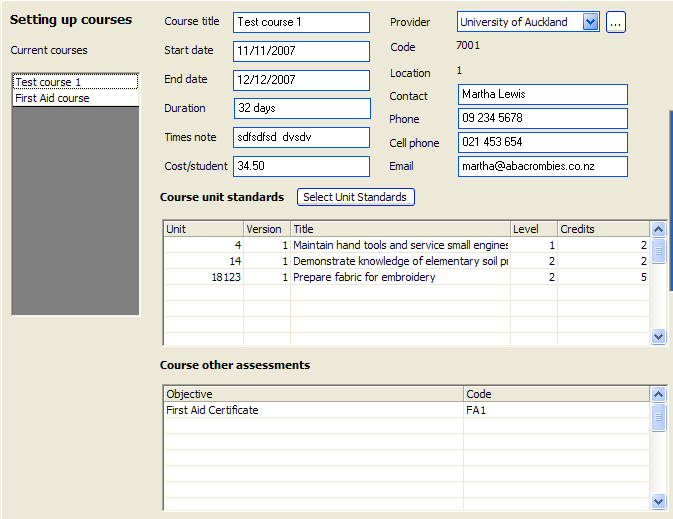 Setting up courses
Current courses
Test course 1
First Aid course
Course title Test course 1
Start date 11/11/2007
End date 12/12/2007
Duration 32 days
Times note sdfsdfsd dvsdv
Cost/student 34.50
Provider University of Auckland ...
Code 7001
Location 1
Contact Martha Lewis
Phone 09 234 5678
Cell phone 021 453 654
Email martha@abacrombies.co.nz
Course unit standards Select Unit Standards
Unit Version Title Level Credits
4 1 Maintain hand tools and service small engines 1 2
14 1 Demonstrate knowledge of elementary soil pr 2 2
18123 1 Prepare fabric for embroidery 2 5
Course other assessments
Objective Code
First Aid Certificate FA1